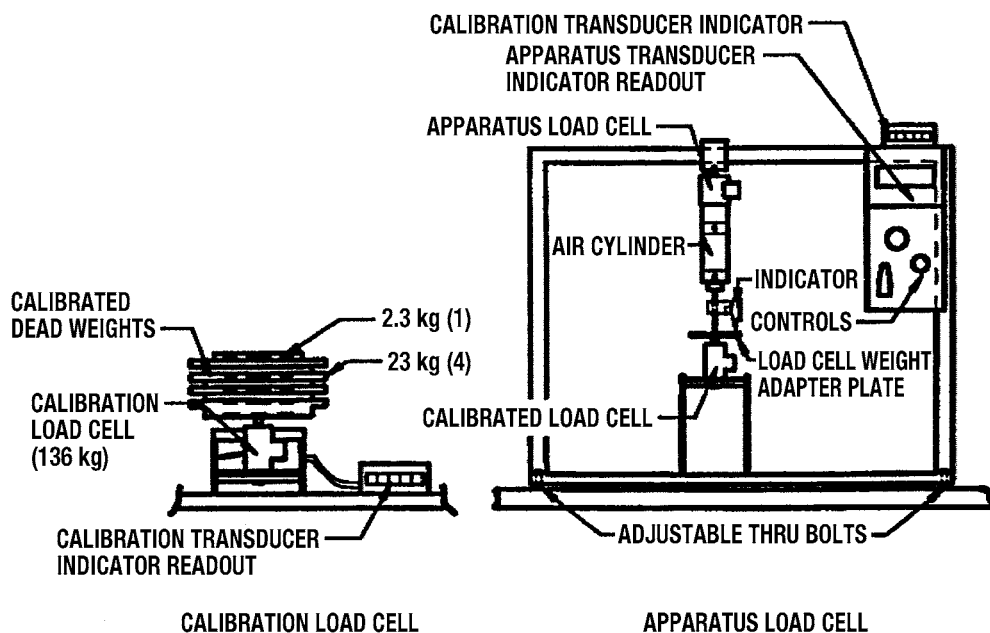 CALIBRATION TRANSDUCER INDICATOR
APPARATUS TRANSDUCER
INDICATOR READOUT
APPARATUS LOAD CELL
AIR CYLINDER
INDICATOR
CONTROLS
LOAD CELL WEIGHT
ADAPTER PLATE
CALIBRATED LOAD CELL
ADJUSTABLE THRU BOLTS
CALIBRATED
DEAD WEIGHTS
2.3 kg (1)
23 kg (4)
CALIBRATION
LOAD CELL
(136 kg)
CALIBRATION TRANSDUCER
INDICATOR READOUT
CALIBRATION LOAD CELL
APPARATUS LOAD CELL